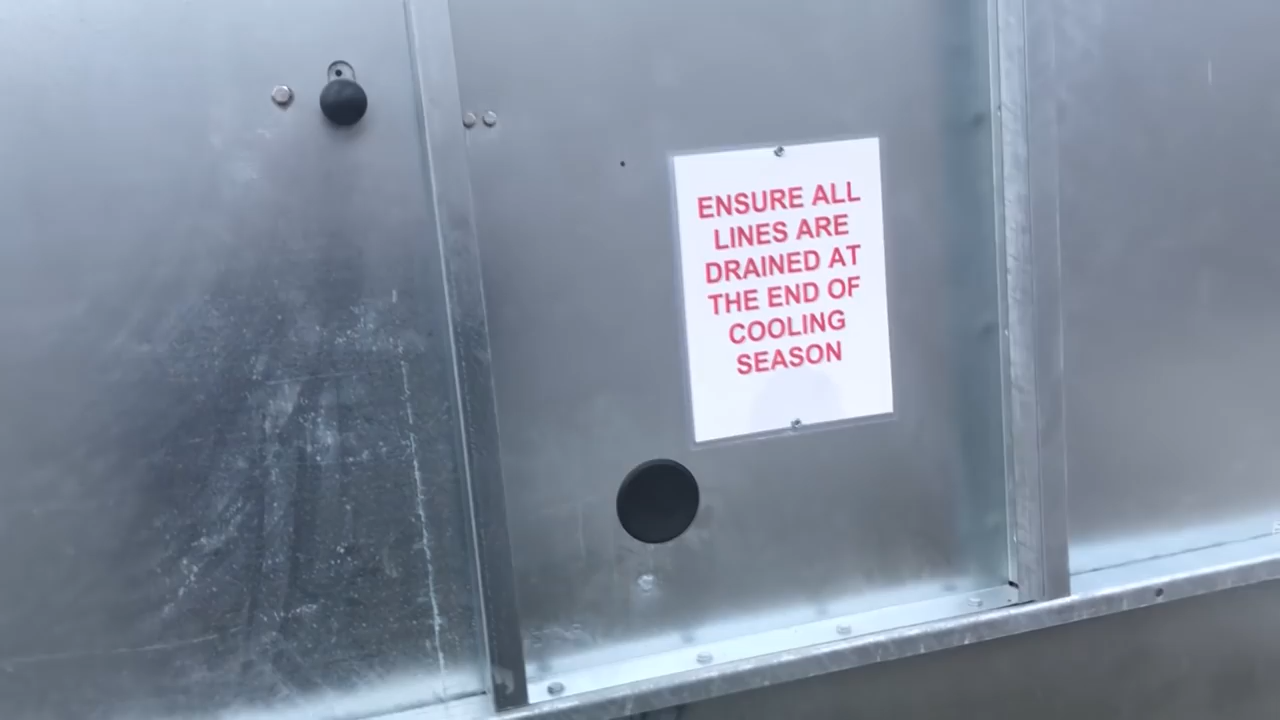 ENSURE ALL
LINES ARE
DRAINED AT
THE END OF
COOLING
SEASON